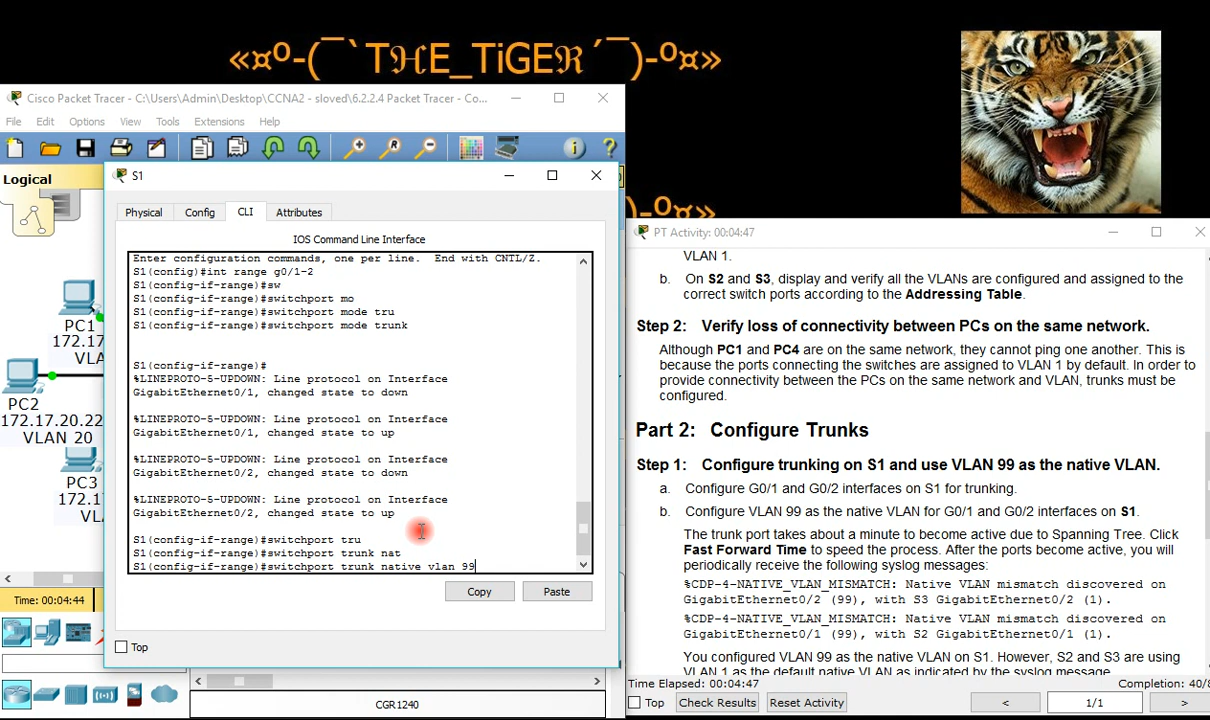 «¤º-(¯`TℋE_TiGEℛ´¯)-º¤»
Cisco Packet Tracer - C:\Users\Admin\Desktop\CCNA2 - sloved\6.2.2.4 Packet Tracer - Co...
File Edit Options View Tools Extensions Help
Logical
S1
Physical Config CLI Attributes
IOS Command Line Interface
Enter configuration commands, one per line. End with CNTL/Z.
S1(config)#int range g0/1-2
S1(config-if-range)#sw
S1(config-if-range)#switchport mo
S1(config-if-range)#switchport mode tru
S1(config-if-range)#switchport mode trunk
S1(config-if-range)#
%LINEPROTO-5-UPDOWN: Line protocol on Interface
GigabitEthernet0/1, changed state to down
%LINEPROTO-5-UPDOWN: Line protocol on Interface
GigabitEthernet0/1, changed state to up
%LINEPROTO-5-UPDOWN: Line protocol on Interface
GigabitEthernet0/2, changed state to down
%LINEPROTO-5-UPDOWN: Line protocol on Interface
GigabitEthernet0/2, changed state to up
S1(config-if-range)#switchport tru
S1(config-if-range)#switchport trunk nat
S1(config-if-range)#switchport trunk native vlan 99
Copy Paste
Top
PC1
172.17
VLA
PC2
172.17.20.22
VLAN 20
PC3
172.1
VL
Time: 00:04:44
CGR1240
)-º¤»
PT Activity: 00:04:47
VLAN 1.
b. On S2 and S3, display and verify all the VLANs are configured and assigned to the
correct switch ports according to the Addressing Table.
Step 2: Verify loss of connectivity between PCs on the same network.
Although PC1 and PC4 are on the same network, they cannot ping one another. This is
because the ports connecting the switches are assigned to VLAN 1 by default. In order to
provide connectivity between the PCs on the same network and VLAN, trunks must be
configured.
Part 2: Configure Trunks
Step 1: Configure trunking on S1 and use VLAN 99 as the native VLAN.
a. Configure G0/1 and G0/2 interfaces on S1 for trunking.
b. Configure VLAN 99 as the native VLAN for G0/1 and G0/2 interfaces on S1.
The trunk port takes about a minute to become active due to Spanning Tree. Click
Fast Forward Time to speed the process. After the ports become active, you will
periodically receive the following syslog messages:
%CDP-4-NATIVE_VLAN_MISMATCH: Native VLAN mismatch discovered on
GigabitEthernet0/2 (99), with S3 GigabitEthernet0/2 (1).
%CDP-4-NATIVE_VLAN_MISMATCH: Native VLAN mismatch discovered on
GigabitEthernet0/1 (99), with S2 GigabitEthernet0/1 (1).
You configured VLAN 99 as the native VLAN on S1. However, S2 and S3 are using
VLAN 1 as the default native VLAN as indicated by the syslog message.
Time Elapsed: 00:04:47 Completion: 40/8
Top Check Results Reset Activity < 1/1 >